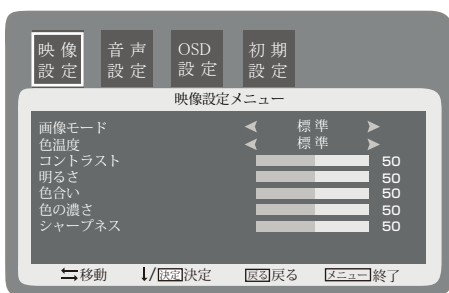 映像 音声 OSD 初期
設定 設定 設定 設定
映像設定メニュー
画像モード ◀ 標準 ▶
色温度 ◀ 標準 ▶
コントラスト 50
明るさ 50
色合い 50
色の濃さ 50
シャープネス 50
⇆移動 ↓/決定決定 戻る戻る メニュー終了